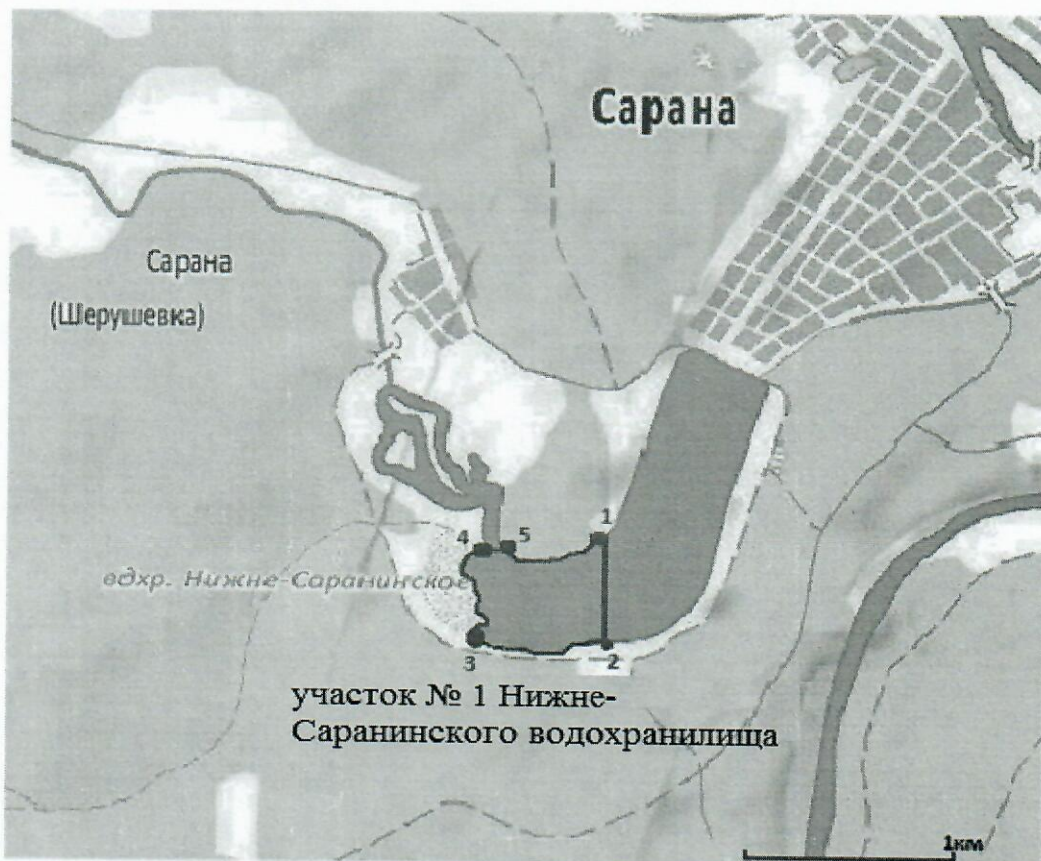 Сарана
Сарана
(Шерушевка)
1
4 5
вдхр. Нижне-Саранинское
3 2
участок № 1 Нижне-
Саранинского водохранилища
1км